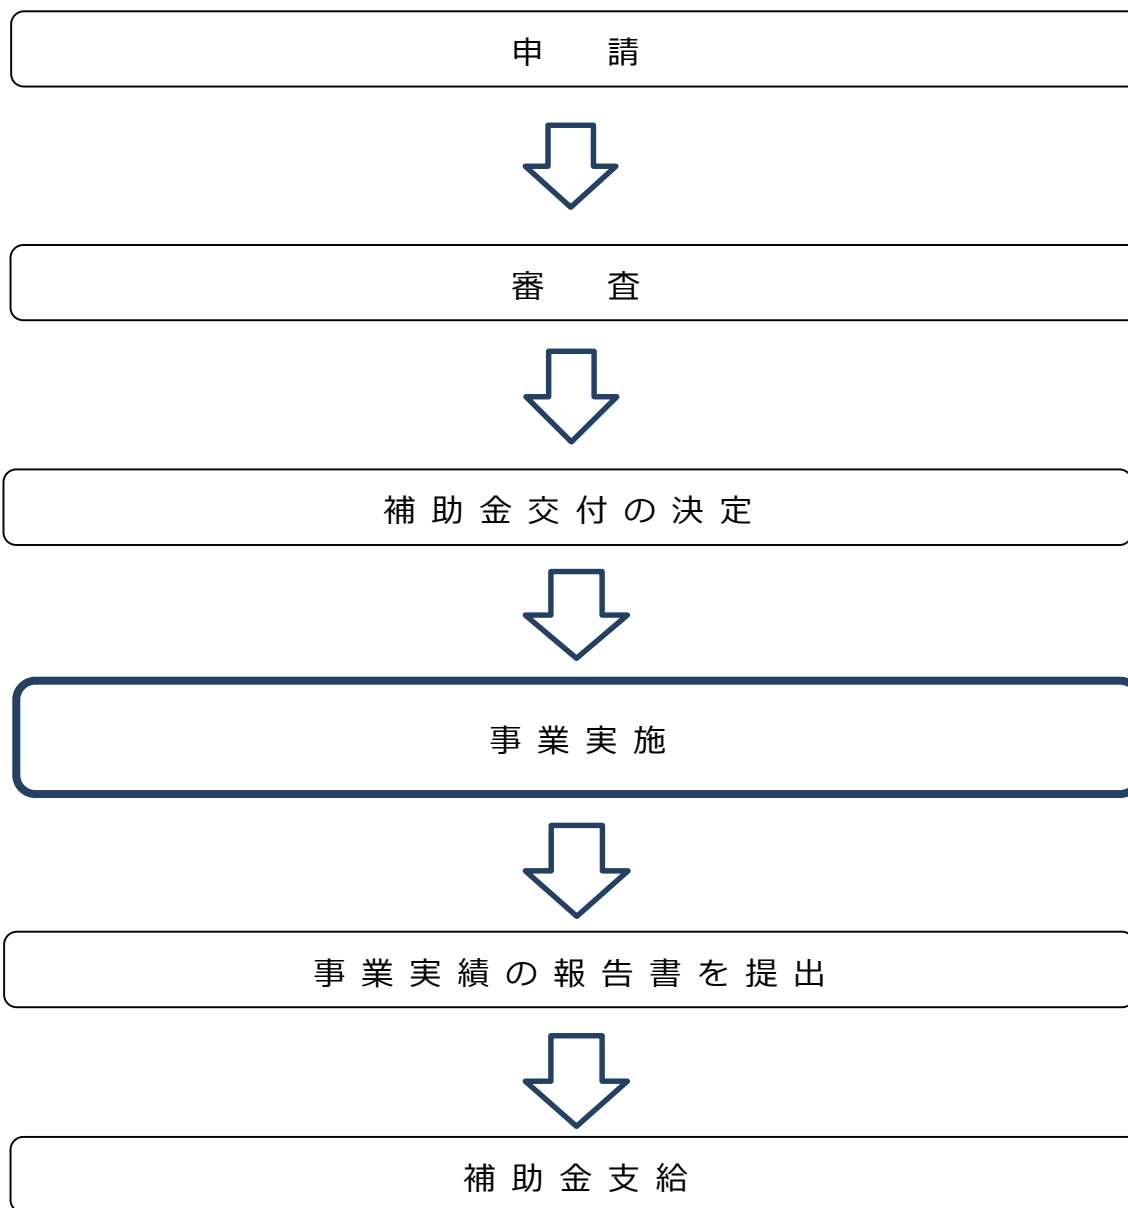 申　請
審　査
補助金交付の決定
事業実施
事業実績の報告書を提出
補助金支給